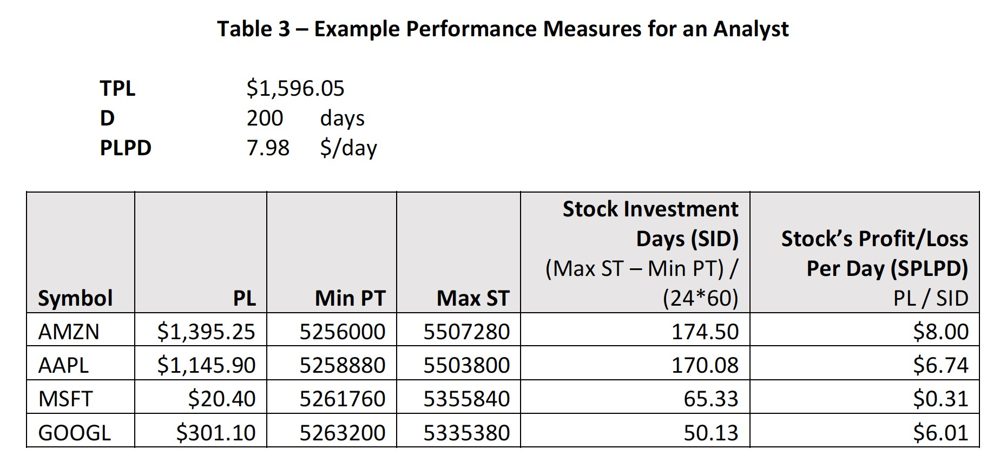 Table 3 – Example Performance Measures for an Analyst
TPL $1,596.05
D 200 days
PLPD 7.98 $/day
Symbol PL Min PT Max ST Stock Investment Days (SID) (Max ST – Min PT) / (24*60) Stock’s Profit/Loss Per Day (SPLPD) PL / SID
AMZN $1,395.25 5256000 5507280 174.50 $8.00
AAPL $1,145.90 5258880 5503800 170.08 $6.74
MSFT $20.40 5261760 5355840 65.33 $0.31
GOOGL $301.10 5263200 5335380 50.13 $6.01